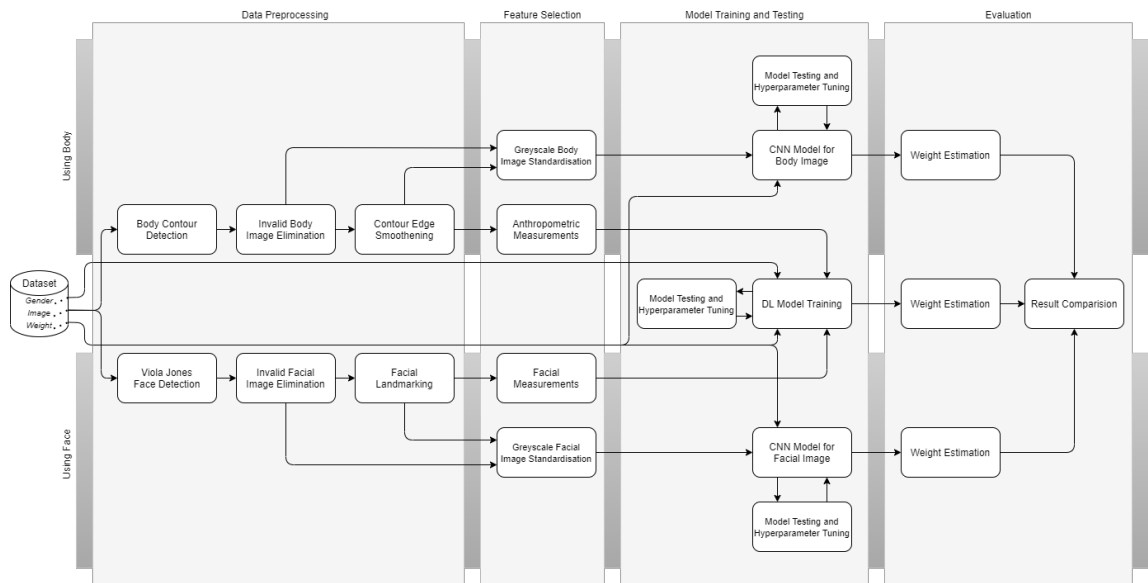 Data Preprocessing
Feature Selection
Model Training and Testing
Evaluation
Using Body
Model Testing and
Hyperparameter Tuning
Greyscale Body
Image Standardisation
CNN Model for
Body Image
Weight Estimation
Body Contour
Detection
Invalid Body
Image Elimination
Contour Edge
Smoothening
Anthropometric
Measurements
Dataset
Gender
Image
Weight
Model Testing and
Hyperparameter Tuning
DL Model Training
Weight Estimation
Result Comparision
Using Face
Viola Jones
Face Detection
Invalid Facial
Image Elimination
Facial
Landmarking
Facial
Measurements
Greyscale Facial
Image Standardisation
CNN Model for
Facial Image
Weight Estimation
Model Testing and
Hyperparameter Tuning